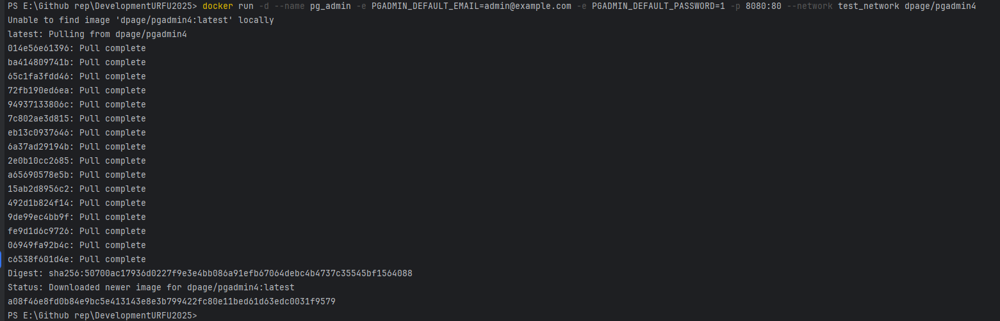 PS E:\Github rep\DevelopmentURFU2025> docker run -d --name pg_admin -e PGADMIN_DEFAULT_EMAIL=admin@example.com -e PGADMIN_DEFAULT_PASSWORD=1 -p 8080:80 --network test_network dpage/pgadmin4
Unable to find image 'dpage/pgadmin4:latest' locally
latest: Pulling from dpage/pgadmin4
014e56e61396: Pull complete
ba414809741b: Pull complete
65c1fa3fdd46: Pull complete
72fb190ed6ea: Pull complete
94937133806c: Pull complete
7c802ae3d815: Pull complete
eb13c0937646: Pull complete
6a37ad29194b: Pull complete
2e0b10cc2685: Pull complete
a65690578e5b: Pull complete
15ab2d8956c2: Pull complete
492d1b824f14: Pull complete
9de99ec4bb9f: Pull complete
fe9d1d6c9726: Pull complete
06949fa92b4c: Pull complete
c6538f601d4e: Pull complete
Digest: sha256:50700ac17936d0227f9e3e4bb086a91efb67064debc4b4737c35545bf1564088
Status: Downloaded newer image for dpage/pgadmin4:latest
a08f46e8fd0b84e9bc5e413143e8e3b799422fc80e11bed61d63edc0031f9579
PS E:\Github rep\DevelopmentURFU2025>